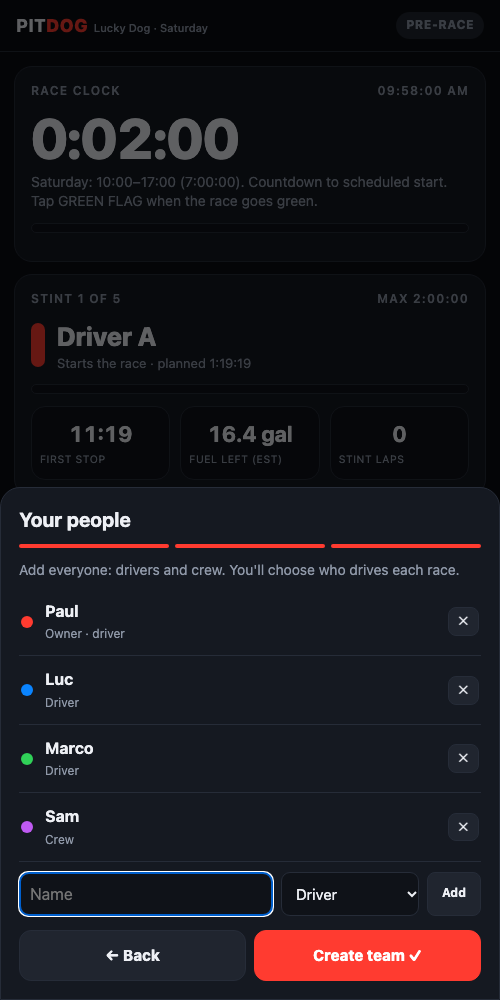 PITDOG Lucky Dog · Saturday
PRE-RACE
RACE CLOCK
09:58:00 AM
0:02:00
Saturday: 10:00–17:00 (7:00:00). Countdown to scheduled start.
Tap GREEN FLAG when the race goes green.
STINT 1 OF 5
MAX 2:00:00
Driver A
Starts the race · planned 1:19:19
11:19
FIRST STOP
16.4 gal
FUEL LEFT (EST)
0
STINT LAPS
Your people
Add everyone: drivers and crew. You'll choose who drives each race.
Paul
Owner · driver
✕
Luc
Driver
✕
Marco
Driver
✕
Sam
Crew
✕
Name
Driver
Add
← Back
Create team ✓